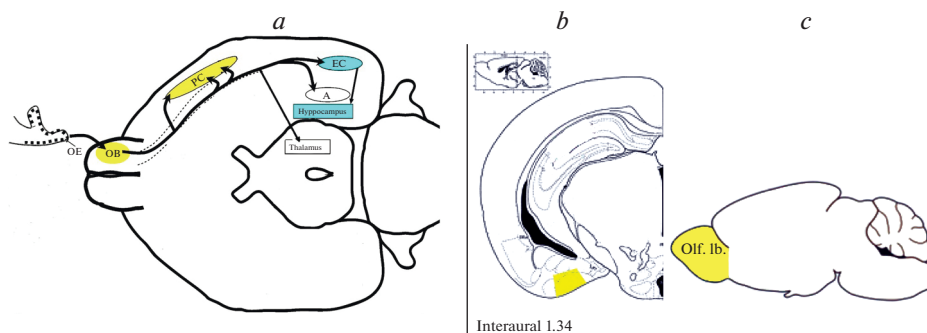 a
b
c
PC
EC
A
Hyppocampus
OE
OB
Thalamus
Olf. lb.
Interaural 1.34